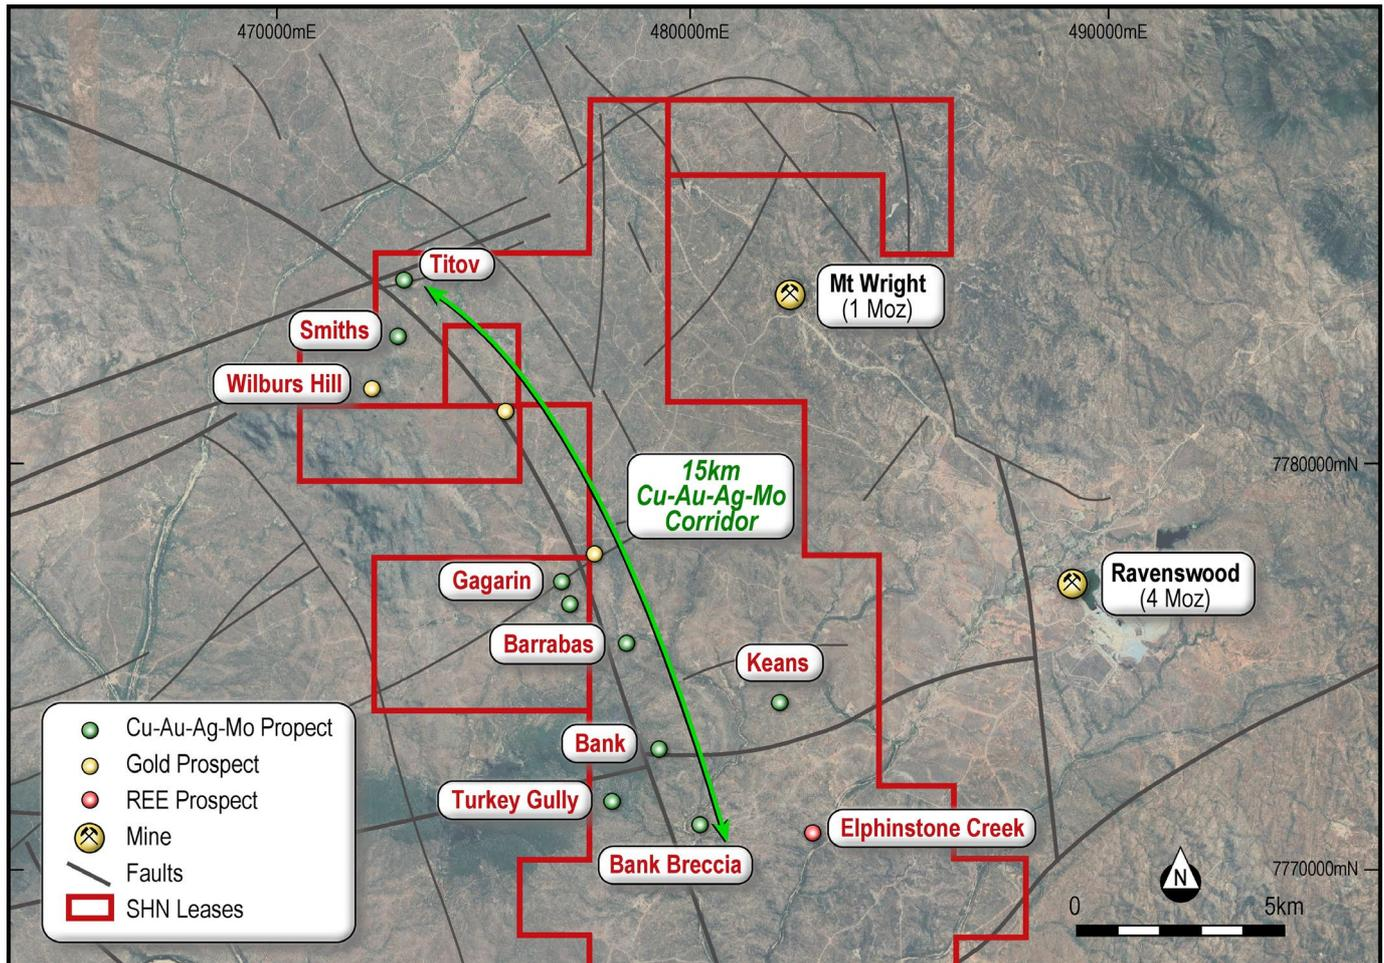 470000mE
480000mE
490000mE
Titov
Mt Wright
(1 Moz)
Smiths
Wilburs Hill
15km
Cu-Au-Ag-Mo
Corridor
7780000mN
Gagarin
Ravenswood
(4 Moz)
Barrabas
Keans
Bank
Turkey Gully
Elphinstone Creek
Bank Breccia
7770000mN
Cu-Au-Ag-Mo Propect
Gold Prospect
REE Prospect
Mine
Faults
SHN Leases
N
0
5km